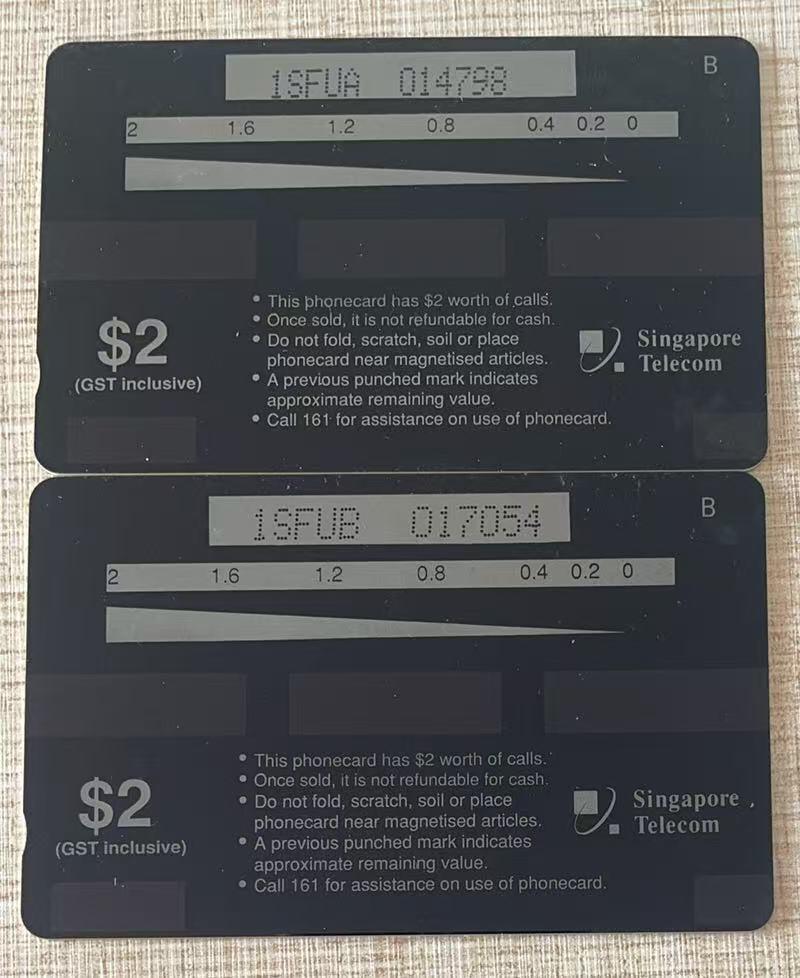 1SFUA 014798
B
2 1.6 1.2 0.8 0.4 0.2 0
• This phonecard has $2 worth of calls.
• Once sold, it is not refundable for cash.
• Do not fold, scratch, soil or place
phonecard near magnetised articles.
• A previous punched mark indicates
approximate remaining value.
• Call 161 for assistance on use of phonecard.
$2
(GST inclusive)
Singapore
Telecom
1SFUB 017054
B
2 1.6 1.2 0.8 0.4 0.2 0
• This phonecard has $2 worth of calls.
• Once sold, it is not refundable for cash.
• Do not fold, scratch, soil or place
phonecard near magnetised articles.
• A previous punched mark indicates
approximate remaining value.
• Call 161 for assistance on use of phonecard.
$2
(GST inclusive)
Singapore
Telecom